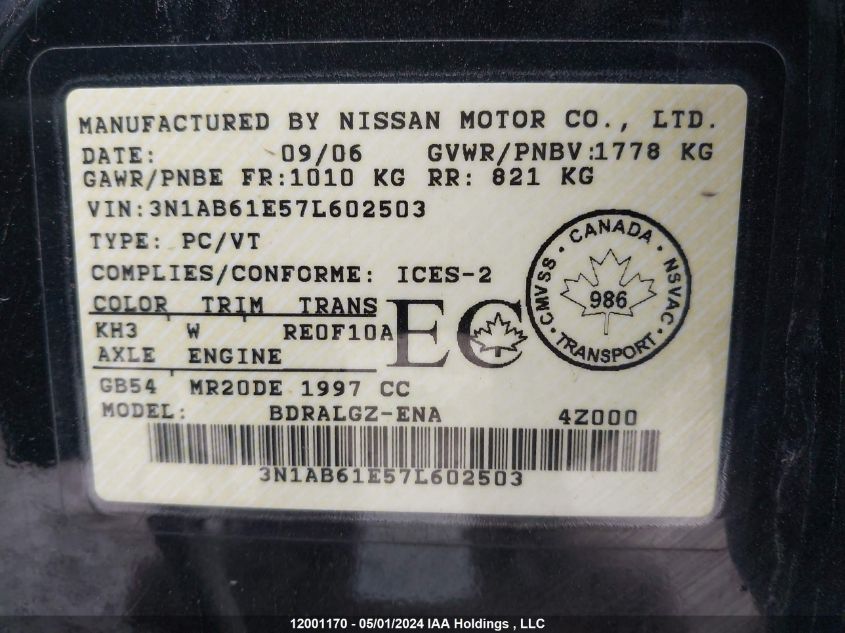 MANUFACTURED BY NISSAN MOTOR CO., LTD.
DATE: 09/06 GVWR/PNBV:1778 KG
GAWR/PNBE FR:1010 KG RR: 821 KG
VIN:3N1AB61E57L602503
TYPE: PC/VT
COMPLIES/CONFORME: ICES-2
COLOR TRIM TRANS
KH3 W RE0F10A
AXLE ENGINE
GB54 MR20DE 1997 CC
MODEL: BDRALGZ-ENA 4Z000
3N1AB61E57L602503
EC
· CANADA · NSVAC · TRANSPORT · CMVSS
986
12001170 - 05/01/2024 IAA Holdings , LLC